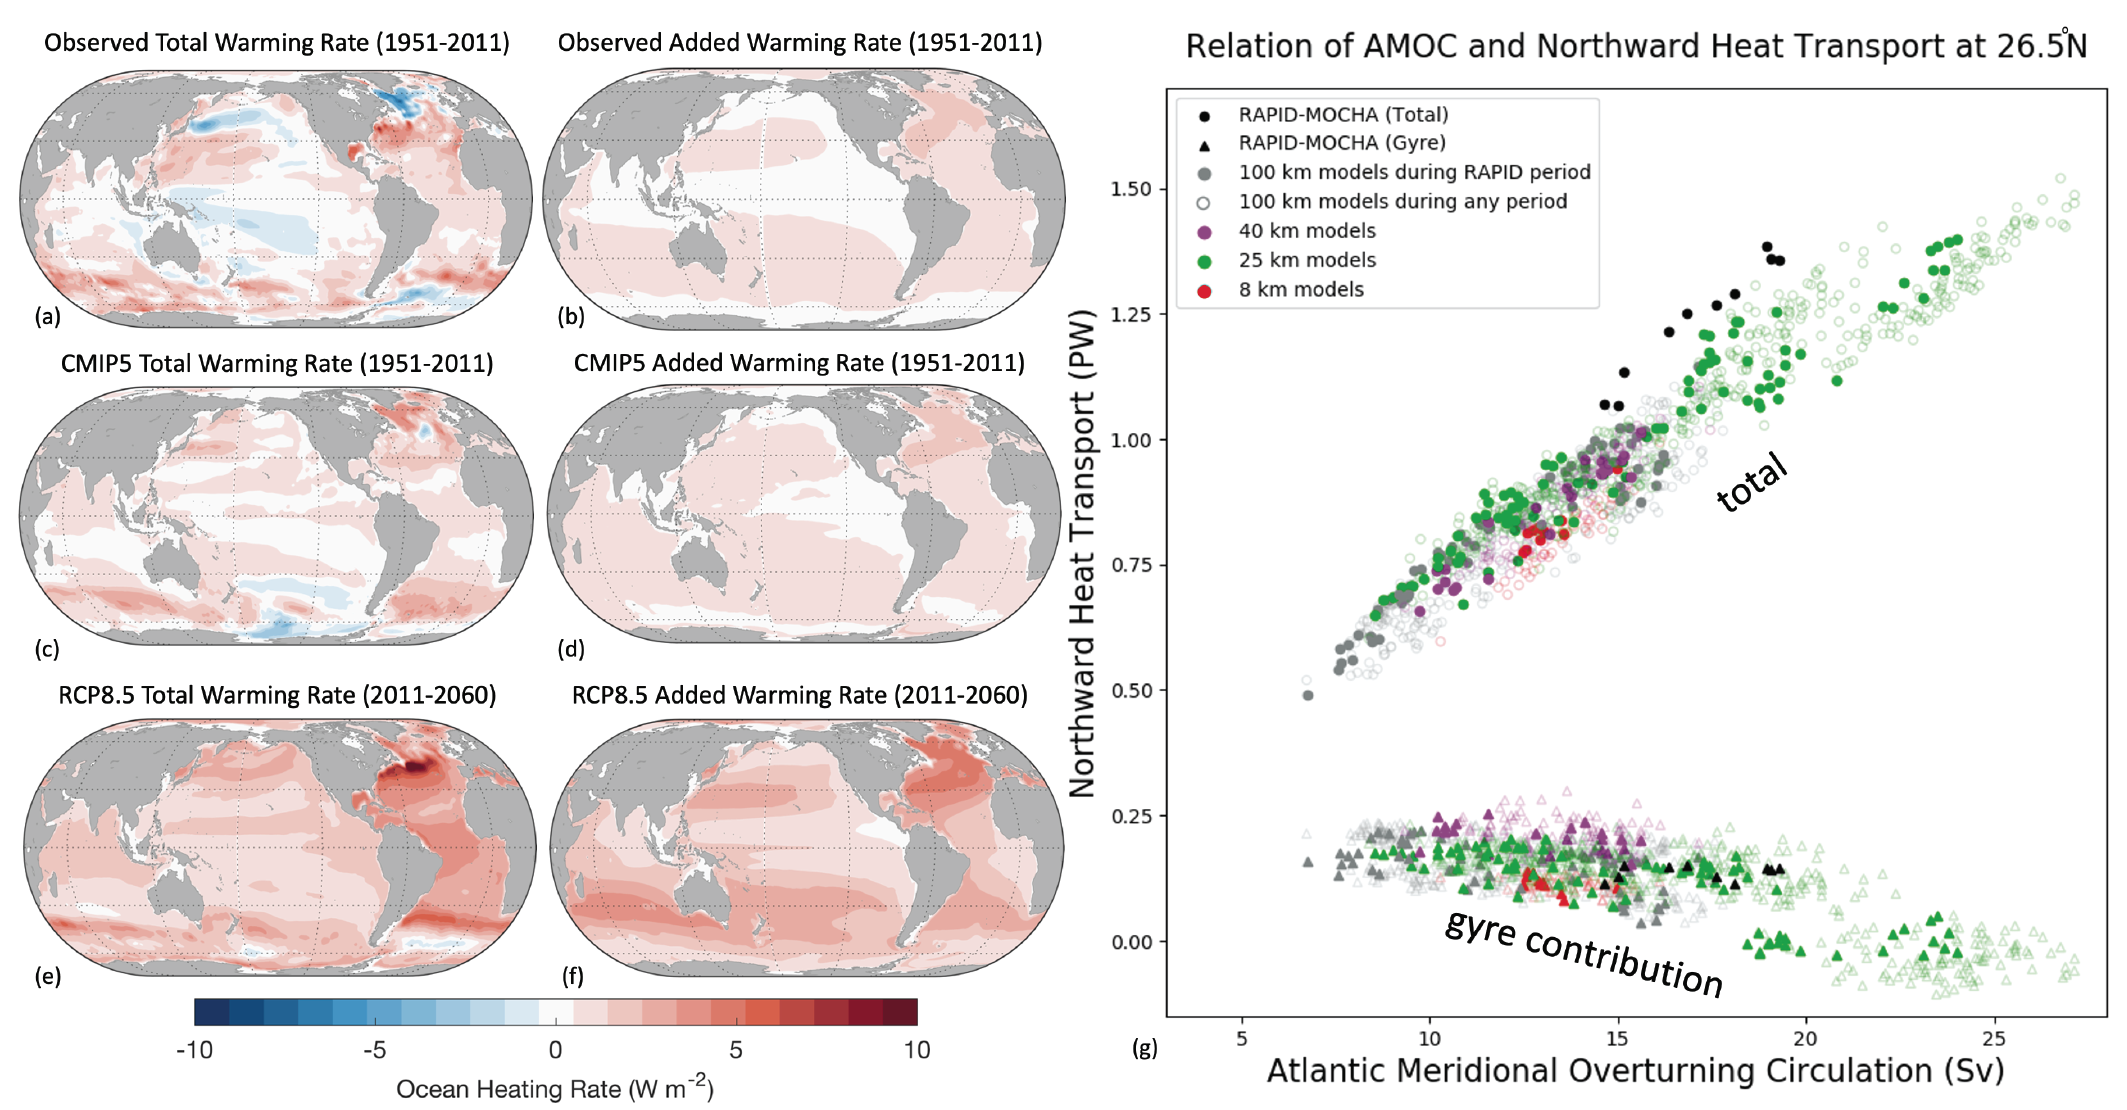 Observed Total Warming Rate (1951-2011)
Observed Added Warming Rate (1951-2011)
(a)
(b)
CMIP5 Total Warming Rate (1951-2011)
CMIP5 Added Warming Rate (1951-2011)
(c)
(d)
RCP8.5 Total Warming Rate (2011-2060)
RCP8.5 Added Warming Rate (2011-2060)
(e)
(f)
-10
-5
0
5
10
Ocean Heating Rate (W m⁻²)
Relation of AMOC and Northward Heat Transport at 26.5°N
RAPID-MOCHA (Total)
RAPID-MOCHA (Gyre)
100 km models during RAPID period
100 km models during any period
40 km models
25 km models
8 km models
Northward Heat Transport (PW)
1.50
1.25
1.00
0.75
0.50
0.25
0.00
total
gyre contribution
(g)
5
10
15
20
25
Atlantic Meridional Overturning Circulation (Sv)